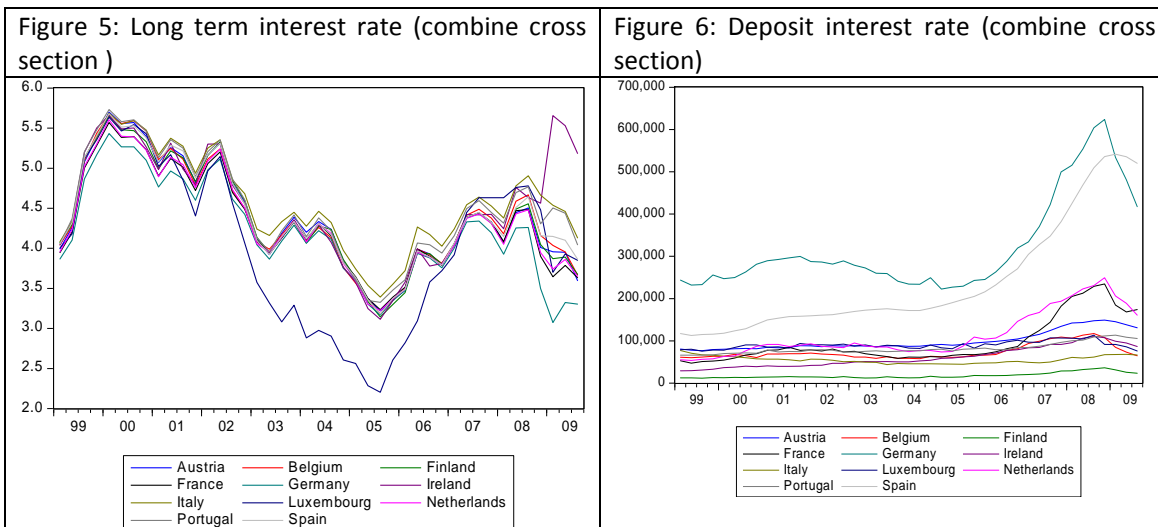 Figure 5: Long term interest rate (combine cross
section )
Figure 6: Deposit interest rate (combine cross
section)
6.0
5.5
5.0
4.5
4.0
3.5
3.0
2.5
2.0
99 00 01 02 03 04 05 06 07 08 09
Austria Belgium Finland
France Germany Ireland
Italy Luxembourg Netherlands
Portugal Spain
700,000
600,000
500,000
400,000
300,000
200,000
100,000
0
99 00 01 02 03 04 05 06 07 08 09
Austria Belgium Finland
France Germany Ireland
Italy Luxembourg Netherlands
Portugal Spain